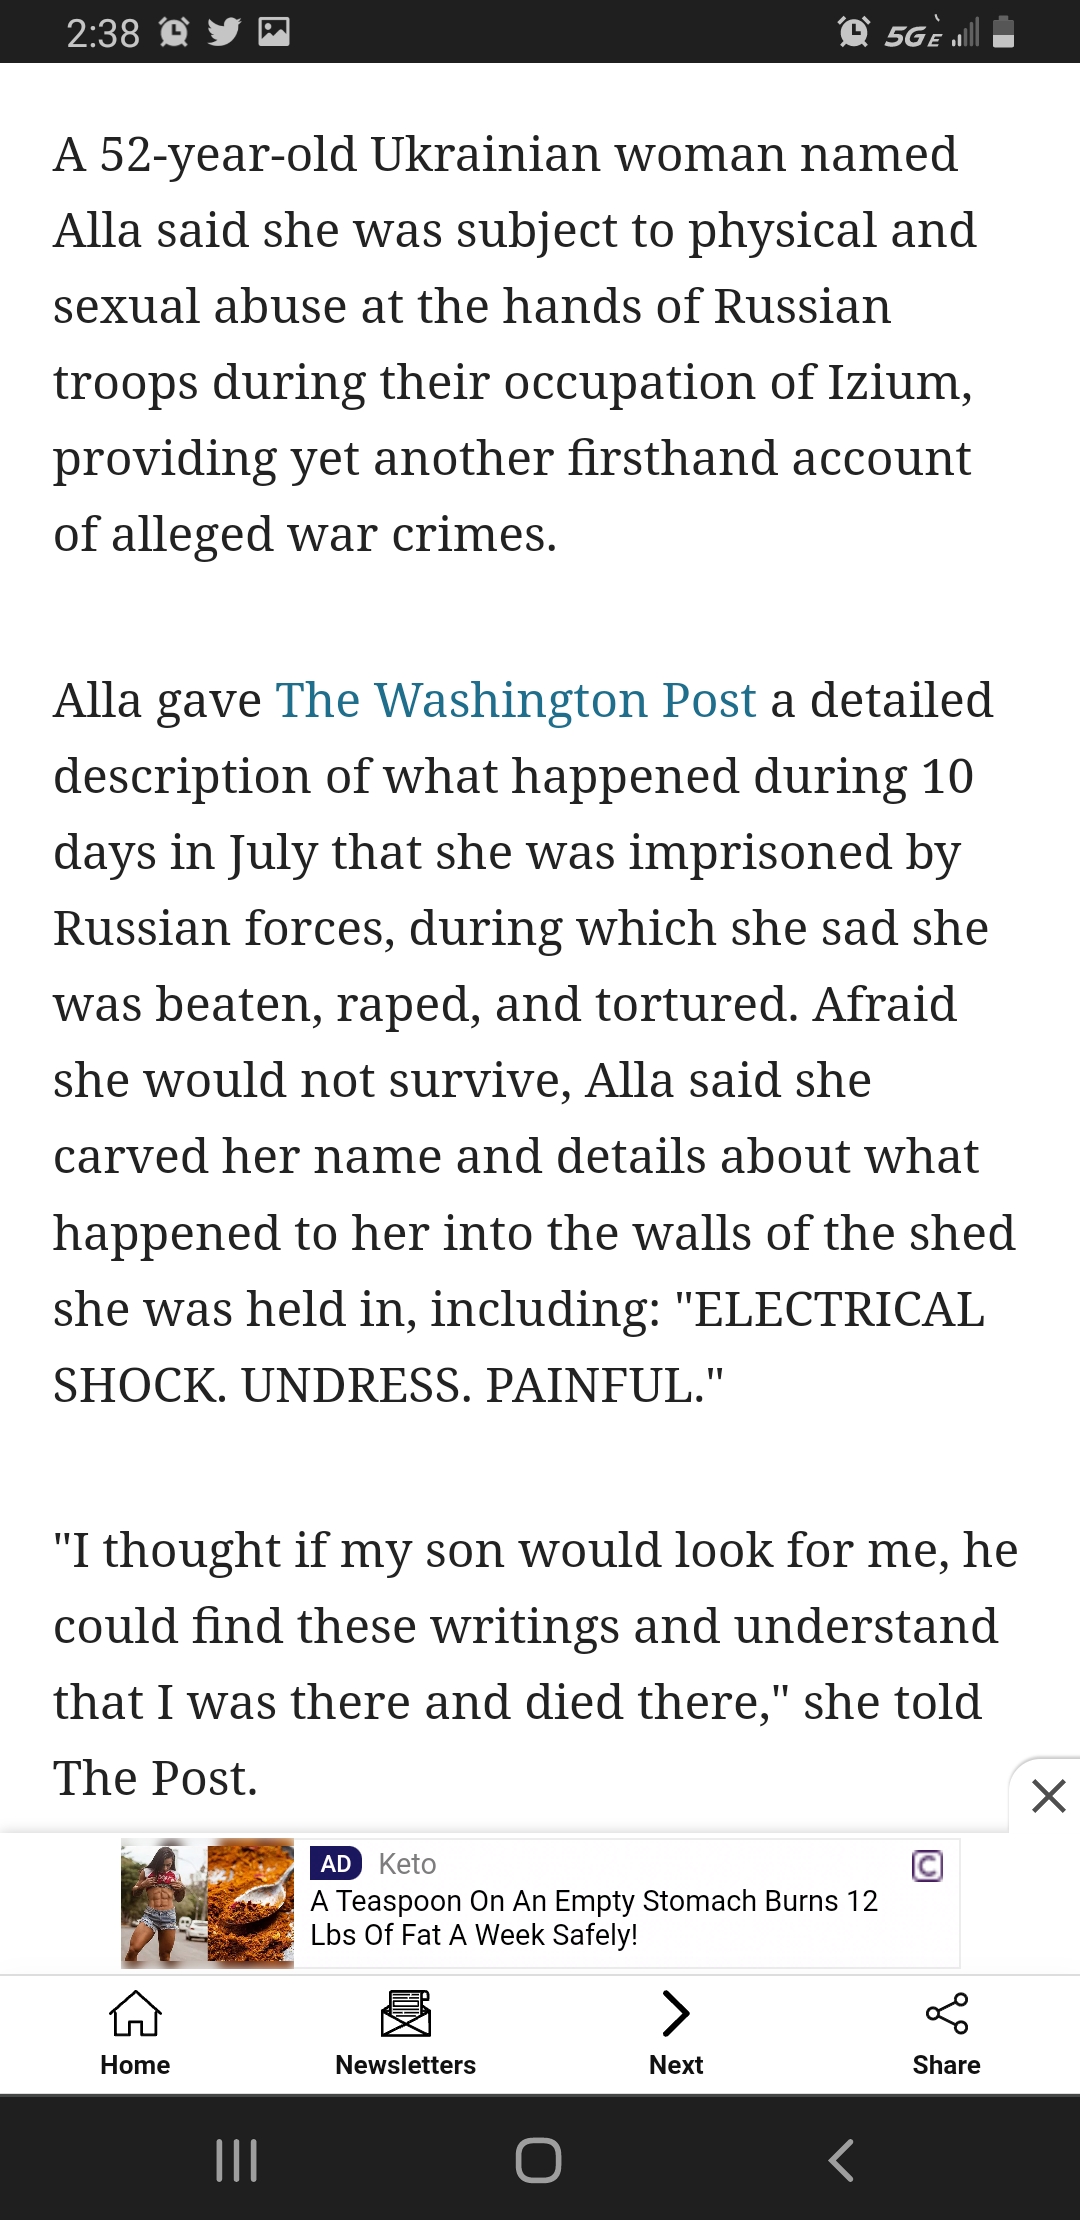 2:38
5GE
A 52-year-old Ukrainian woman named
Alla said she was subject to physical and
sexual abuse at the hands of Russian
troops during their occupation of Izium,
providing yet another firsthand account
of alleged war crimes.
Alla gave The Washington Post a detailed
description of what happened during 10
days in July that she was imprisoned by
Russian forces, during which she sad she
was beaten, raped, and tortured. Afraid
she would not survive, Alla said she
carved her name and details about what
happened to her into the walls of the shed
she was held in, including: "ELECTRICAL
SHOCK. UNDRESS. PAINFUL."
"I thought if my son would look for me, he
could find these writings and understand
that I was there and died there," she told
The Post.
AD Keto
C
A Teaspoon On An Empty Stomach Burns 12
Lbs Of Fat A Week Safely!
Home Newsletters Next Share